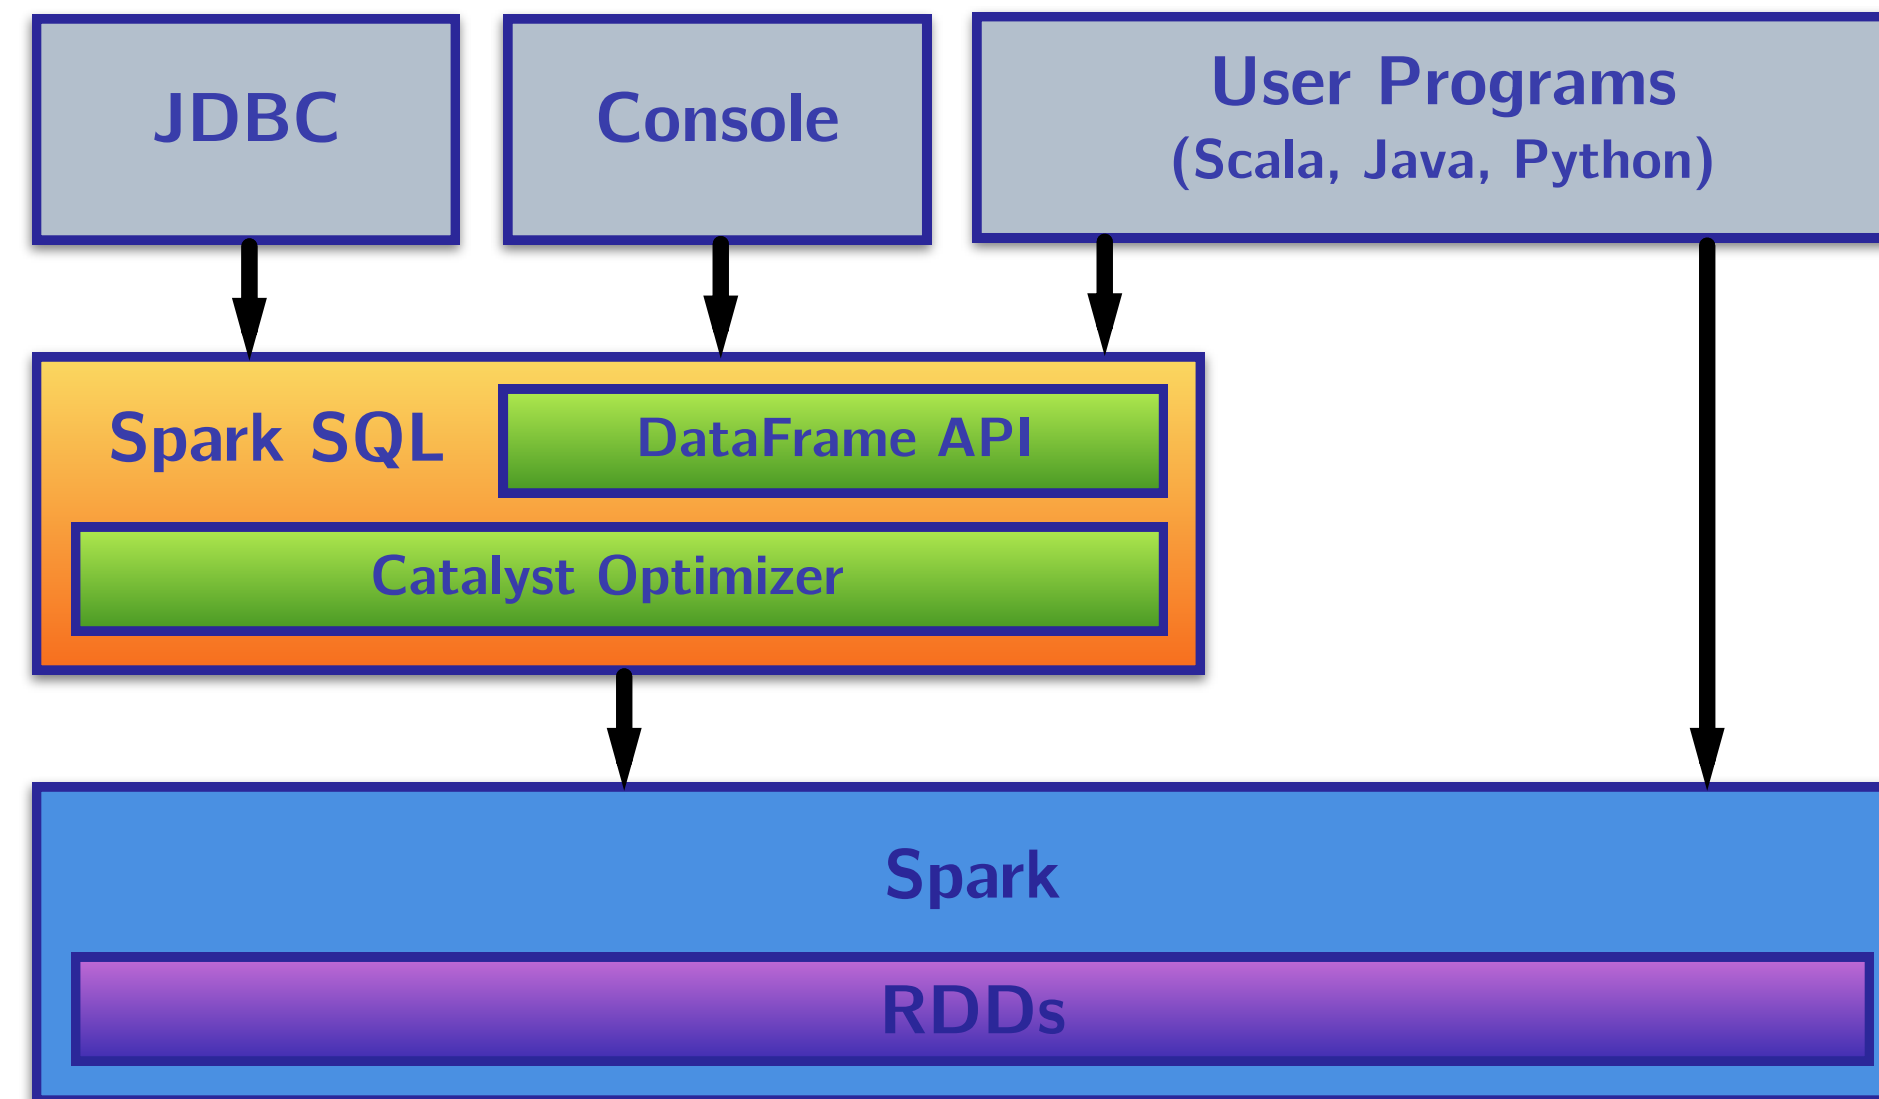 JDBC
Console
User Programs
(Scala, Java, Python)
Spark SQL
DataFrame API
Catalyst Optimizer
Spark
RDDs